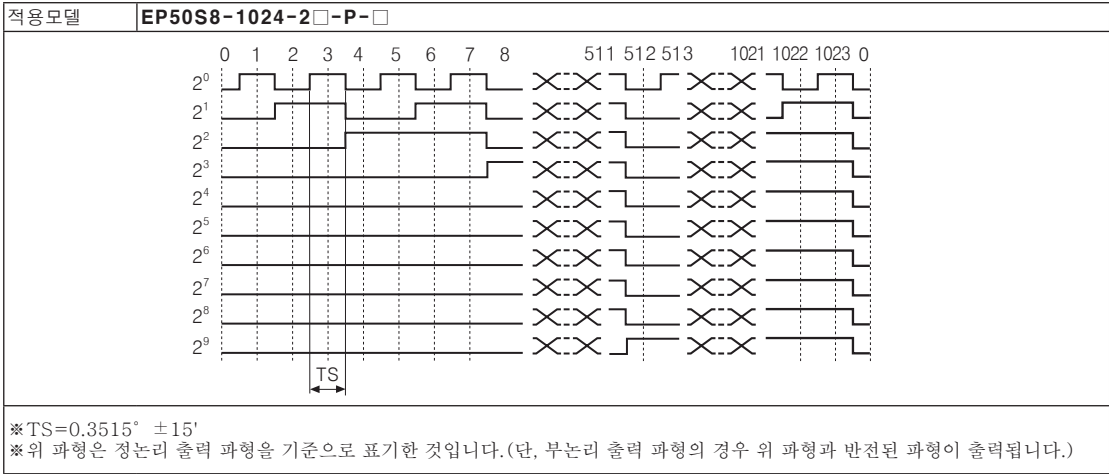 적용모델 EP50S8-1024-2□-P-□
0 1 2 3 4 5 6 7 8 511 512 513 1021 1022 1023 0
2⁰
2¹
2²
2³
2⁴
2⁵
2⁶
2⁷
2⁸
2⁹
TS
※TS=0.3515° ±15'
※위 파형은 정논리 출력 파형을 기준으로 표기한 것입니다.(단, 부논리 출력 파형의 경우 위 파형과 반전된 파형이 출력됩니다.)